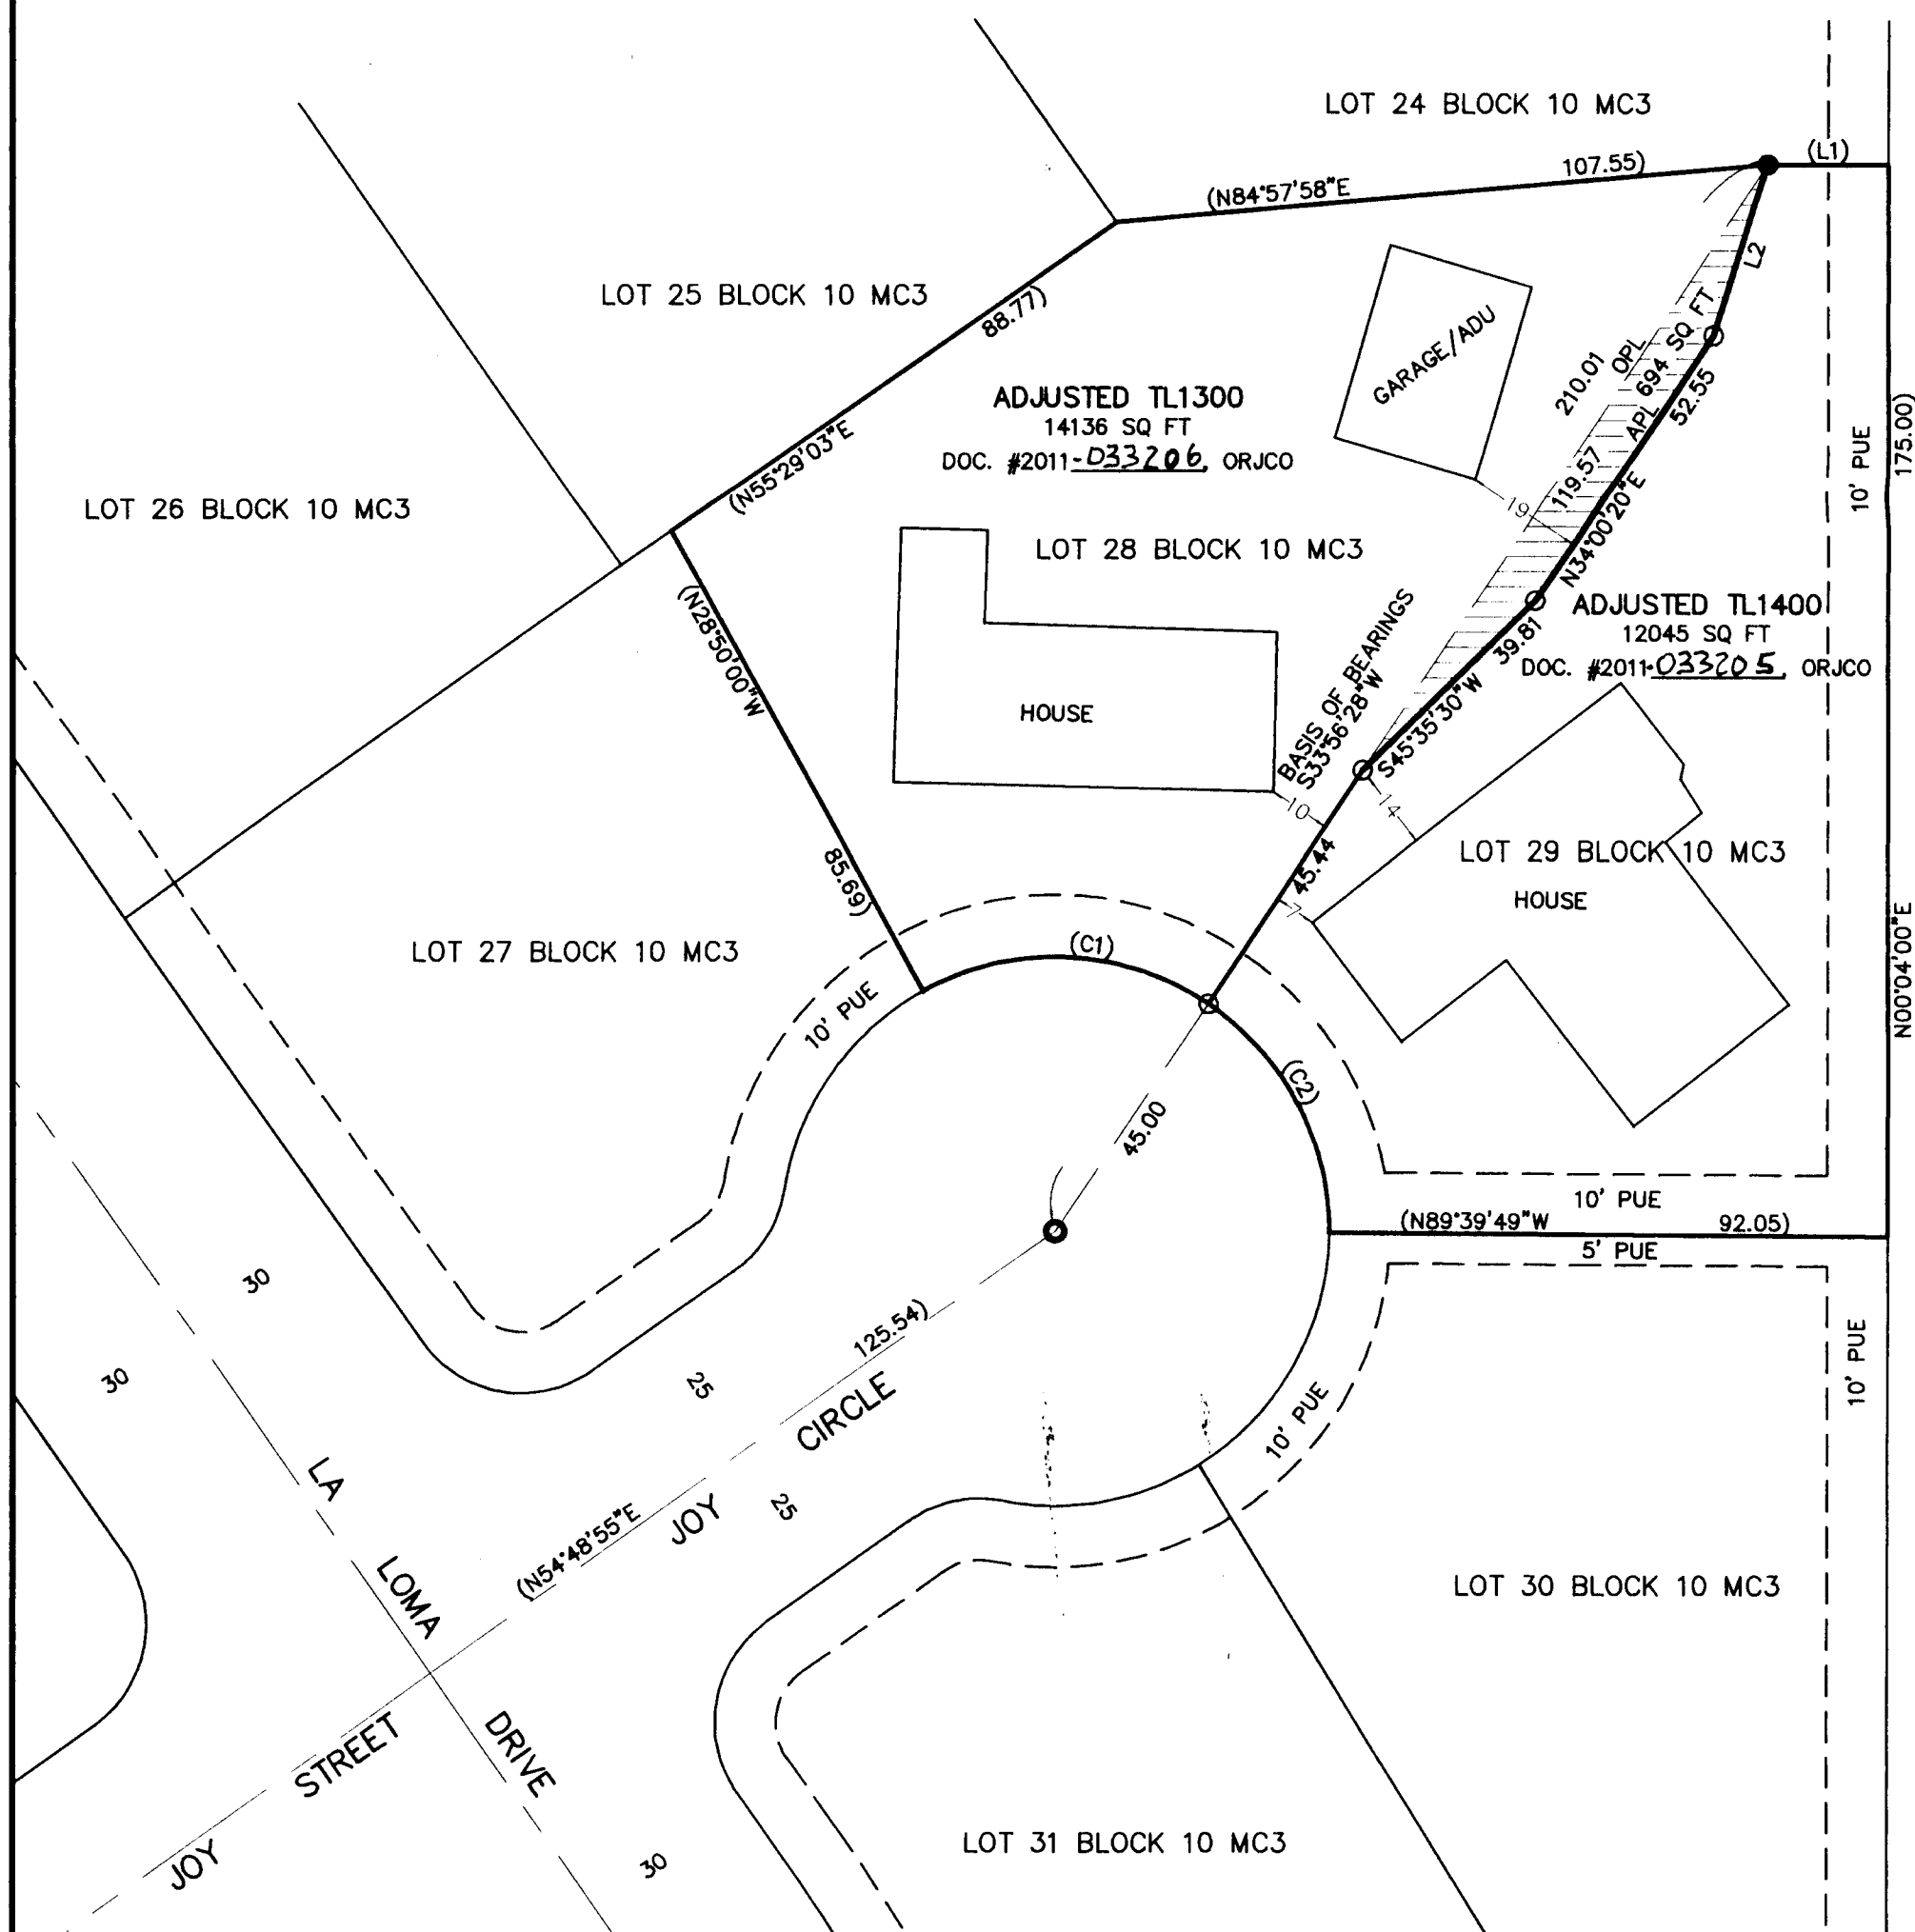 LOT 24 BLOCK 10 MC3
(L1)
107.55)
(N84°57'58"E
L2
LOT 25 BLOCK 10 MC3
88.77)
GARAGE/ADU
210.01
OPL
694 SQ FT
APL
52.55
119.57
ADJUSTED TL1300
14136 SQ FT
DOC. #2011-033206, ORJCO
(N55°29'03"E
10' PUE
175.00)
LOT 26 BLOCK 10 MC3
19
LOT 28 BLOCK 10 MC3
N34°00'20"E
ADJUSTED TL1400
12045 SQ FT
DOC. #2011-033205, ORJCO
39.81
(N28°50'00"W
BASIS OF BEARINGS
S33°56'28"W
S45°35'30"W
HOUSE
10
14
LOT 29 BLOCK 10 MC3
HOUSE
45.44
7
85.69)
LOT 27 BLOCK 10 MC3
(C1)
N00°04'00"E
10' PUE
(C2)
45.00
10' PUE
(N89°39'49"W
92.05)
5' PUE
30
125.54)
30
25
CIRCLE
10' PUE
10' PUE
LA
JOY
25
(N54°48'55"E
LOMA
LOT 30 BLOCK 10 MC3
STREET
DRIVE
JOY
30
LOT 31 BLOCK 10 MC3